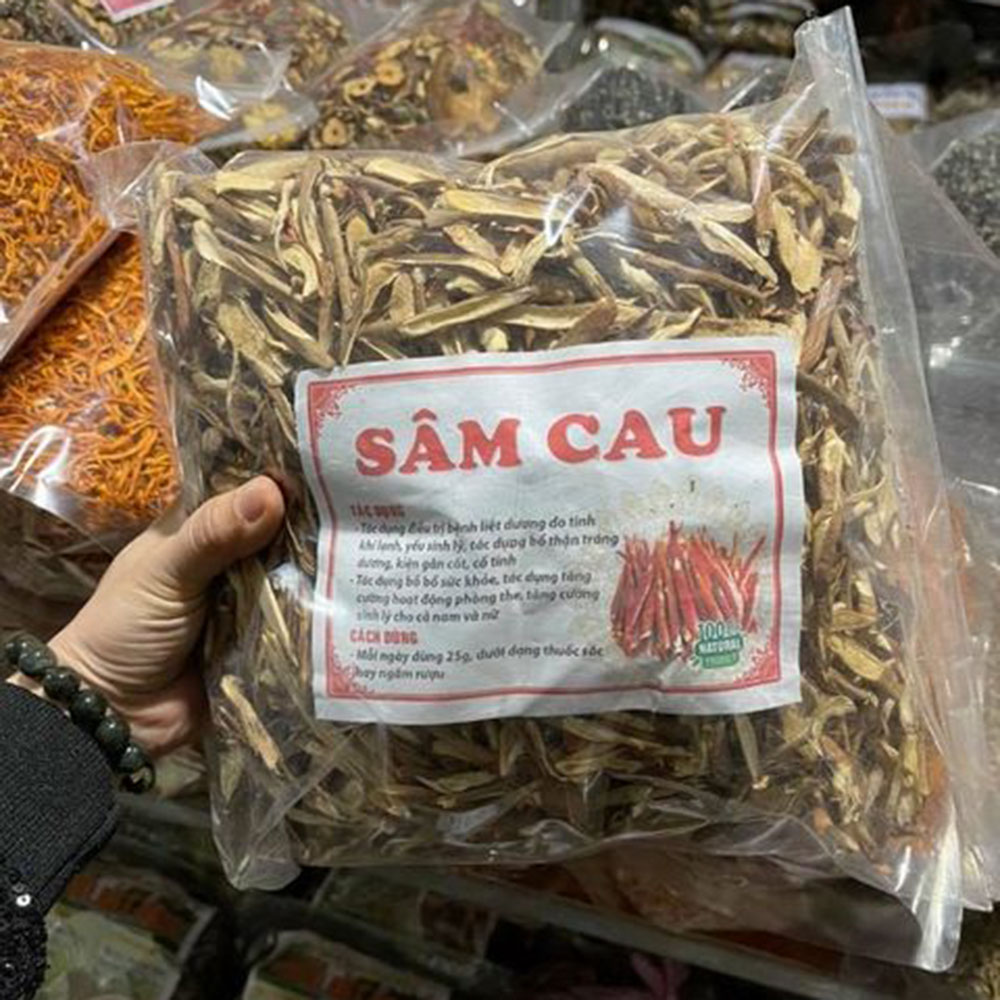 SÂM CAU
TÁC DỤNG
- Tác dụng điều trị bệnh liệt dương do tinh
khí lạnh, yếu sinh lý, tác dụng bổ thận tráng
dương, kiện gân cốt, cố tinh
- Tác dụng bồ bổ sức khỏe, tác dụng tăng
cường hoạt động phòng the, tăng cường
sinh lý cho cả nam và nữ
CÁCH DÙNG
- Mỗi ngày dùng 25g, dưới dạng thuốc sắc
hay ngâm rượu
100%
NATURAL
PRODUCT